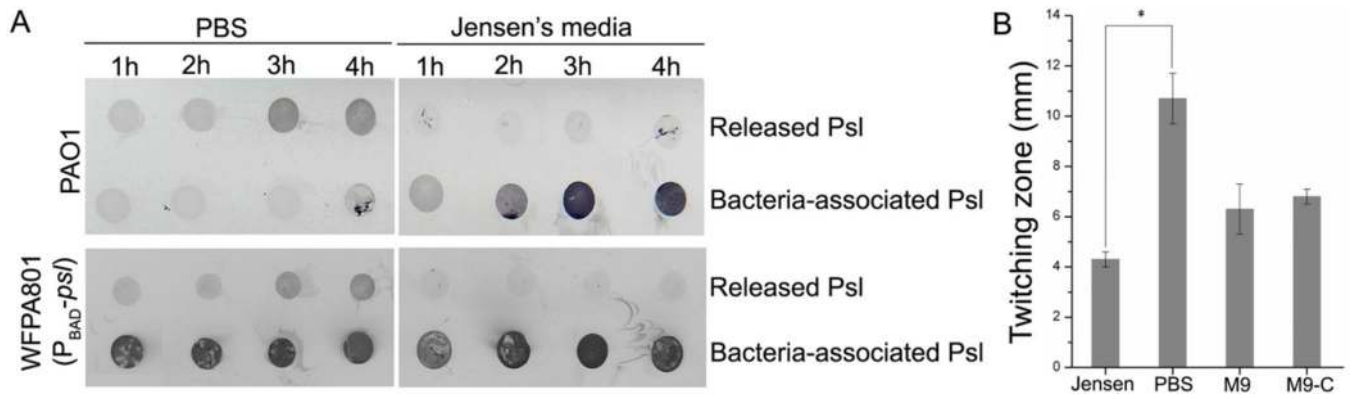 A
PBS
Jensen's media
1h 2h 3h 4h
1h 2h 3h 4h
PAO1
Released Psl
Bacteria-associated Psl
WFPA801
(PBAD-psl)
Released Psl
Bacteria-associated Psl
B
*
Twitching zone (mm)
14
12
10
8
6
4
2
0
Jensen PBS M9 M9-C